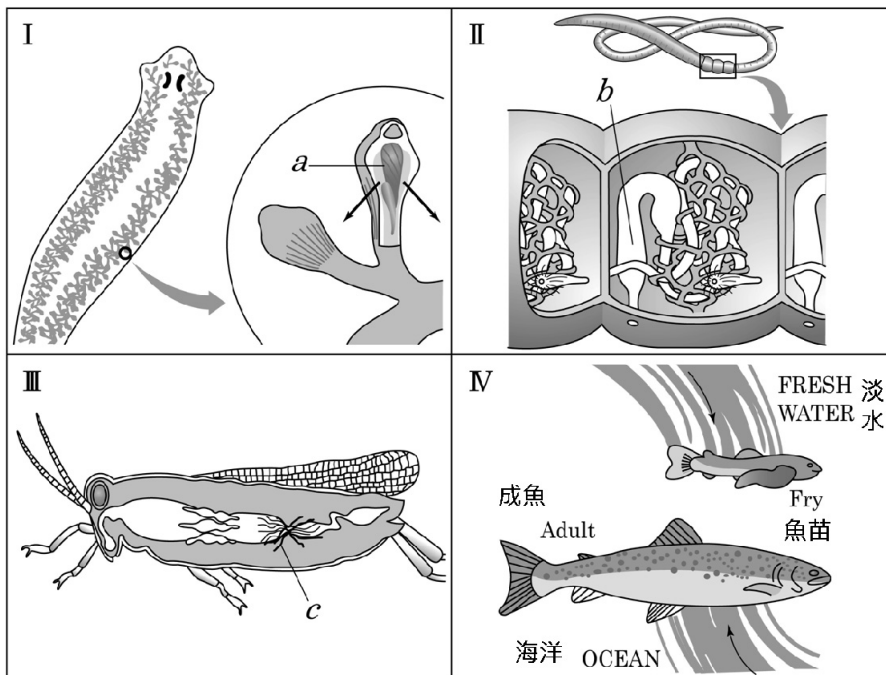 I
a
II
b
III
c
IV
FRESH 淡
WATER 水
成魚
Adult
Fry
魚苗
海洋 OCEAN